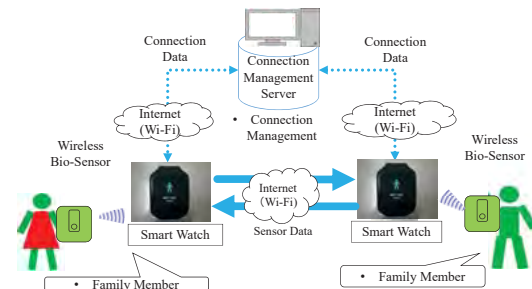 Connection
Data
Connection
Data
Connection
Management
Server
• Connection
Management
Internet
(Wi-Fi)
Internet
(Wi-Fi)
Wireless
Bio-Sensor
Wireless
Bio-Sensor
Internet
(Wi-Fi)
Sensor Data
Smart Watch
Smart Watch
• Family Member
• Family Member